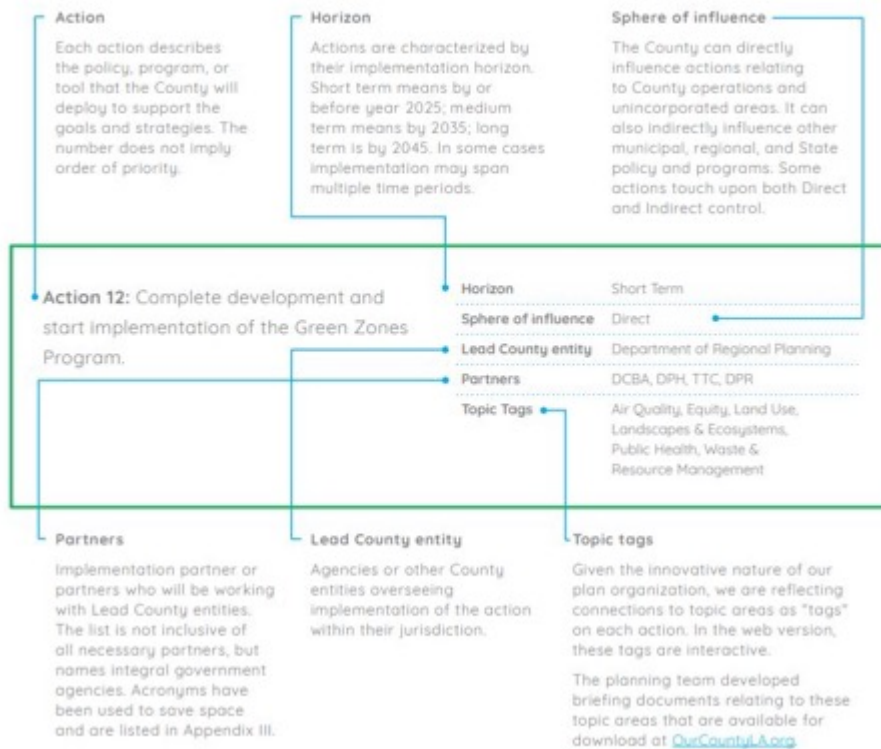 Action
Each action describes
the policy, program, or
tool that the County will
deploy to support the
goals and strategies. The
number does not imply
order of priority.
Horizon
Actions are characterized by
their implementation horizon.
Short term means by or
before year 2025; medium
term means by 2035; long
term is by 2045. In some cases
implementation may span
multiple time periods.
Sphere of influence
The County can directly
influence actions relating
to County operations and
unincorporated areas. It can
also indirectly influence other
municipal, regional, and State
policy and programs. Some
actions touch upon both Direct
and Indirect control.
Action 12: Complete development and
start implementation of the Green Zones
Program.
Horizon Short Term
Sphere of influence Direct
Lead County entity Department of Regional Planning
Partners DCBA, DPH, TTC, DPR
Topic Tags Air Quality, Equity, Land Use,
Landscapes & Ecosystems,
Public Health, Waste &
Resource Management
Partners
Implementation partner or
partners who will be working
with Lead County entities.
The list is not inclusive of
all necessary partners, but
names integral government
agencies. Acronyms have
been used to save space
and are listed in Appendix III.
Lead County entity
Agencies or other County
entities overseeing
implementation of the action
within their jurisdiction.
Topic tags
Given the innovative nature of our
plan organization, we are reflecting
connections to topic areas as "tags"
on each action. In the web version,
these tags are interactive.
The planning team developed
briefing documents relating to these
topic areas that are available for
download at OurCountyLA.org